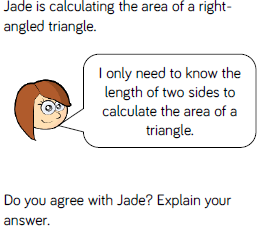 Jade is calculating the area of a right-
angled triangle.
I only need to know the
length of two sides to
calculate the area of a
triangle.
Do you agree with Jade? Explain your
answer.